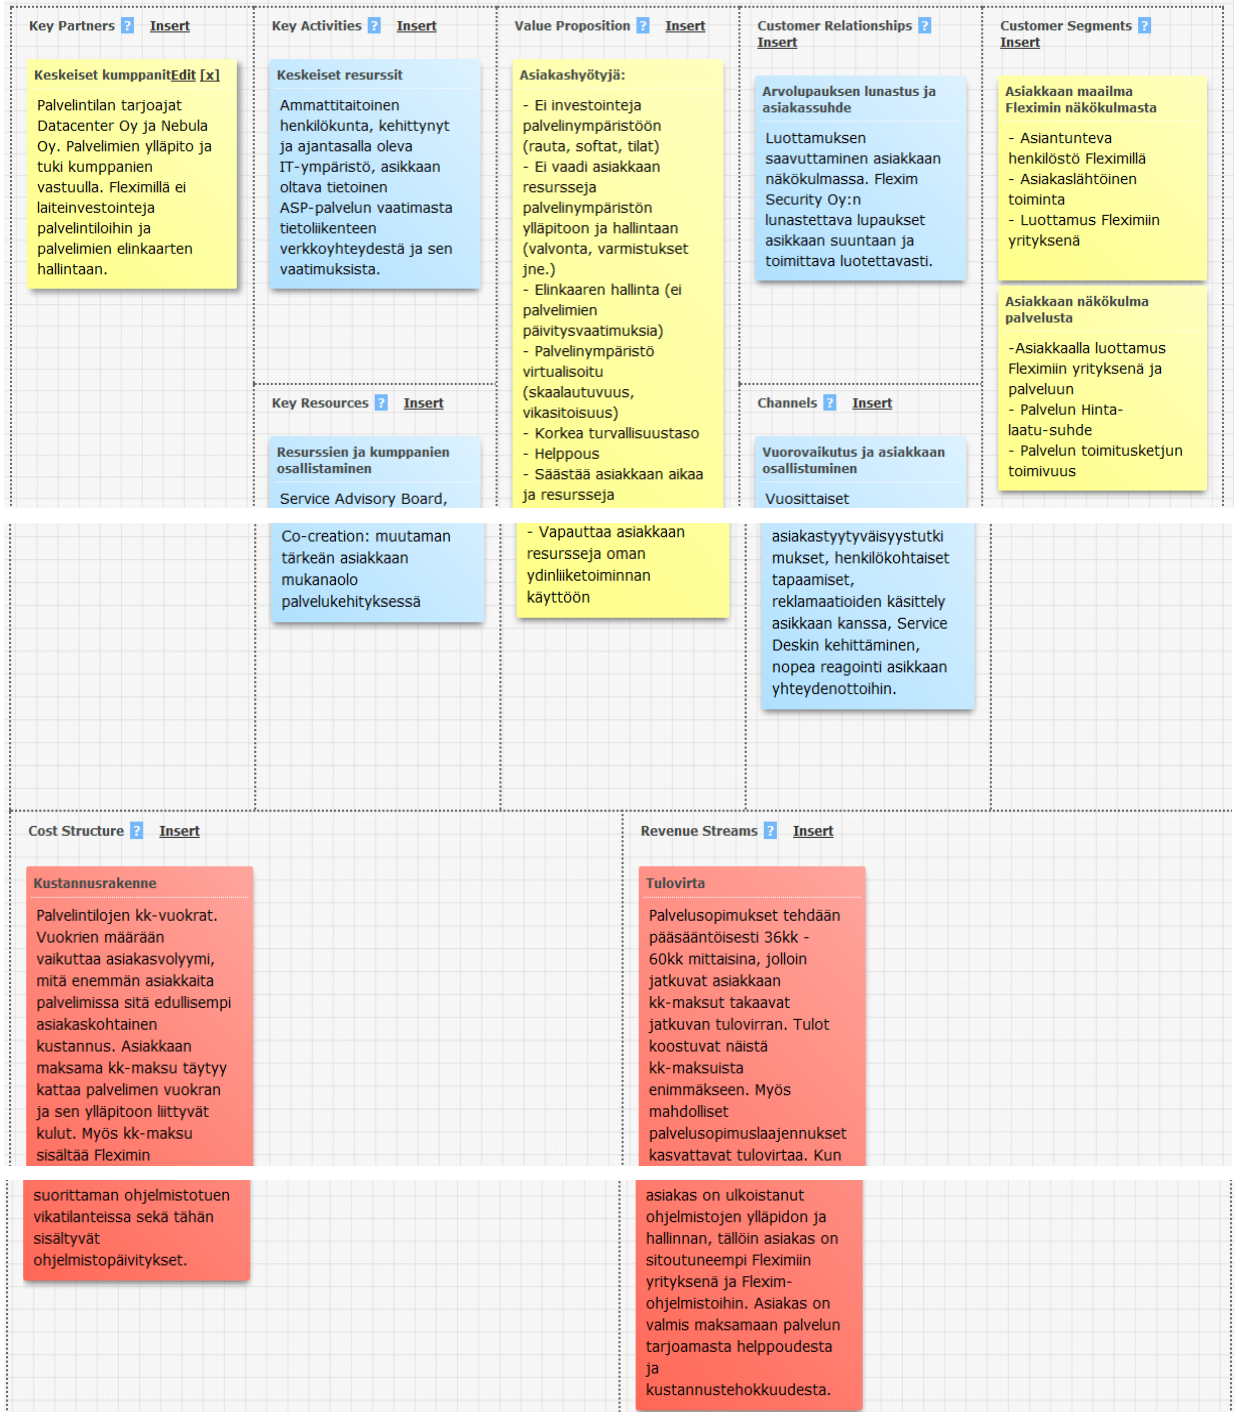 Key Partners ? Insert
Keskeiset kumppanitEdit [x]
Palvelintilan tarjoajat
Datacenter Oy ja Nebula
Oy. Palvelimien ylläpito ja
tuki kumppanien
vastuulla. Fleximillä ei
laiteinvestointeja
palvelintiloihin ja
palvelimien elinkaarten
hallintaan.
Key Activities ? Insert
Keskeiset resurssit
Ammattitaitoinen
henkilökunta, kehittynyt
ja ajantasalla oleva
IT-ympäristö, asikkaan
oltava tietoinen
ASP-palvelun vaatimasta
tietoliikenteen
verkkoyhteydestä ja sen
vaatimuksista.
Key Resources ? Insert
Resurssien ja kumppanien
osallistaminen
Service Advisory Board,
Co-creation: muutaman
tärkeän asiakkaan
mukanaolo
palvelukehityksessä
Value Proposition ? Insert
Asiakashyötyjä:
- Ei investointeja
palvelinympäristöön
(rauta, softat, tilat)
- Ei vaadi asiakkaan
resursseja
palvelinympäristön
ylläpitoon ja hallintaan
(valvonta, varmistukset
jne.)
- Elinkaaren hallinta (ei
palvelimien
päivitysvaatimuksia)
- Palvelinympäristö
virtualisoitu
(skaalautuvuus,
vikasitoisuus)
- Korkea turvallisuustaso
- Helppous
- Säästää asiakkaan aikaa
ja resursseja
- Vapauttaa asiakkaan
resursseja oman
ydinliiketoiminnan
käyttöön
Customer Relationships ?
Insert
Arvolupauksen lunastus ja
asiakassuhde
Luottamuksen
saavuttaminen asiakkaan
näkökulmassa. Flexim
Security Oy:n
lunastettava lupaukset
asikkaan suuntaan ja
toimittava luotettavasti.
Channels ? Insert
Vuorovaikutus ja asiakkaan
osallistuminen
Vuosittaiset
asiakastyytyväisyystutki
mukset, henkilökohtaiset
tapaamiset,
reklamaatioiden käsittely
asikkaan kanssa, Service
Deskin kehittäminen,
nopea reagointi asikkaan
yhteydenottoihin.
Customer Segments ?
Insert
Asiakkaan maailma
Fleximin näkökulmasta
- Asiantunteva
henkilöstö Fleximillä
- Asiakaslähtöinen
toiminta
- Luottamus Fleximiin
yrityksenä
Asiakkaan näkökulma
palvelusta
-Asiakkaalla luottamus
Fleximiin yrityksenä ja
palveluun
- Palvelun Hinta-
laatu-suhde
- Palvelun toimitusketjun
toimivuus
Cost Structure ? Insert
Kustannusrakenne
Palvelintilojen kk-vuokrat.
Vuokrien määrään
vaikuttaa asiakasvolyymi,
mitä enemmän asiakkaita
palvelimissa sitä edullisempi
asiakaskohtainen
kustannus. Asiakkaan
maksama kk-maksu täytyy
kattaa palvelimen vuokran
ja sen ylläpitoon liittyvät
kulut. Myös kk-maksu
sisältää Fleximin
suorittaman ohjelmistotuen
vikatilanteissa sekä tähän
sisältyvät
ohjelmistopäivitykset.
Revenue Streams ? Insert
Tulovirta
Palvelusopimukset tehdään
pääsääntöisesti 36kk -
60kk mittaisina, jolloin
jatkuvat asiakkaan
kk-maksut takaavat
jatkuvan tulovirran. Tulot
koostuvat näistä
kk-maksuista
enimmäkseen. Myös
mahdolliset
palvelusopimuslaajennukset
kasvattavat tulovirtaa. Kun
asiakas on ulkoistanut
ohjelmistojen ylläpidon ja
hallinnan, tällöin asiakas on
sitoutuneempi Fleximiin
yrityksenä ja Flexim-
ohjelmistoihin. Asiakas on
valmis maksamaan palvelun
tarjoamasta helppoudesta
ja
kustannustehokkuudesta.